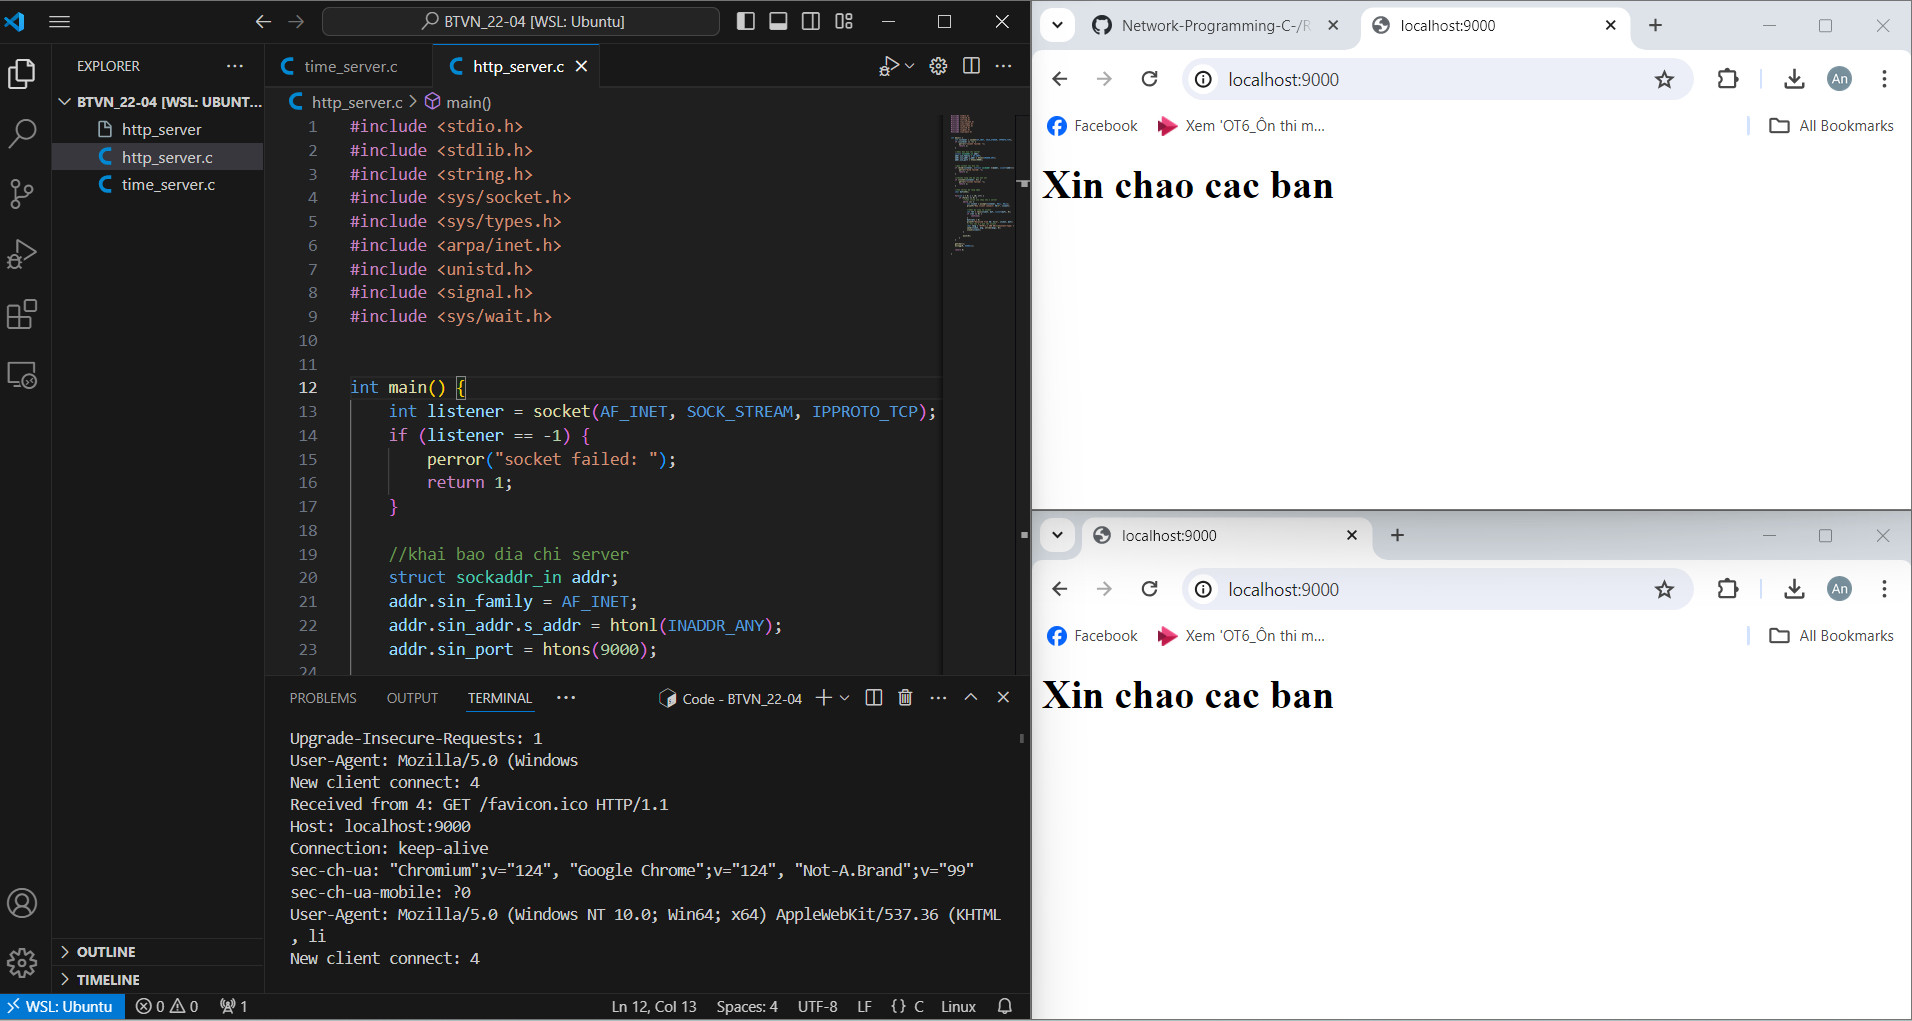 BTVN_22-04 [WSL: Ubuntu]
EXPLORER
BTVN_22-04 [WSL: UBUNT...
http_server
http_server.c
time_server.c
OUTLINE
TIMELINE
time_server.c
http_server.c
http_server.c > main()
1 #include <stdio.h>
2 #include <stdlib.h>
3 #include <string.h>
4 #include <sys/socket.h>
5 #include <sys/types.h>
6 #include <arpa/inet.h>
7 #include <unistd.h>
8 #include <signal.h>
9 #include <sys/wait.h>
10
11
12 int main() {
13 int listener = socket(AF_INET, SOCK_STREAM, IPPROTO_TCP);
14 if (listener == -1) {
15 perror("socket failed: ");
16 return 1;
17 }
18
19 //khai bao dia chi server
20 struct sockaddr_in addr;
21 addr.sin_family = AF_INET;
22 addr.sin_addr.s_addr = htonl(INADDR_ANY);
23 addr.sin_port = htons(9000);
24
PROBLEMS OUTPUT TERMINAL ... Code - BTVN_22-04
Upgrade-Insecure-Requests: 1
User-Agent: Mozilla/5.0 (Windows
New client connect: 4
Received from 4: GET /favicon.ico HTTP/1.1
Host: localhost:9000
Connection: keep-alive
sec-ch-ua: "Chromium";v="124", "Google Chrome";v="124", "Not-A.Brand";v="99"
sec-ch-ua-mobile: ?0
User-Agent: Mozilla/5.0 (Windows NT 10.0; Win64; x64) AppleWebKit/537.36 (KHTML
, li
New client connect: 4
WSL: Ubuntu 0 0 1 Ln 12, Col 13 Spaces: 4 UTF-8 LF {} C Linux
Network-Programming-C-/R localhost:9000
localhost:9000 An
Facebook Xem 'OT6_Ôn thi m... All Bookmarks
Xin chao cac ban
localhost:9000
localhost:9000 An
Facebook Xem 'OT6_Ôn thi m... All Bookmarks
Xin chao cac ban